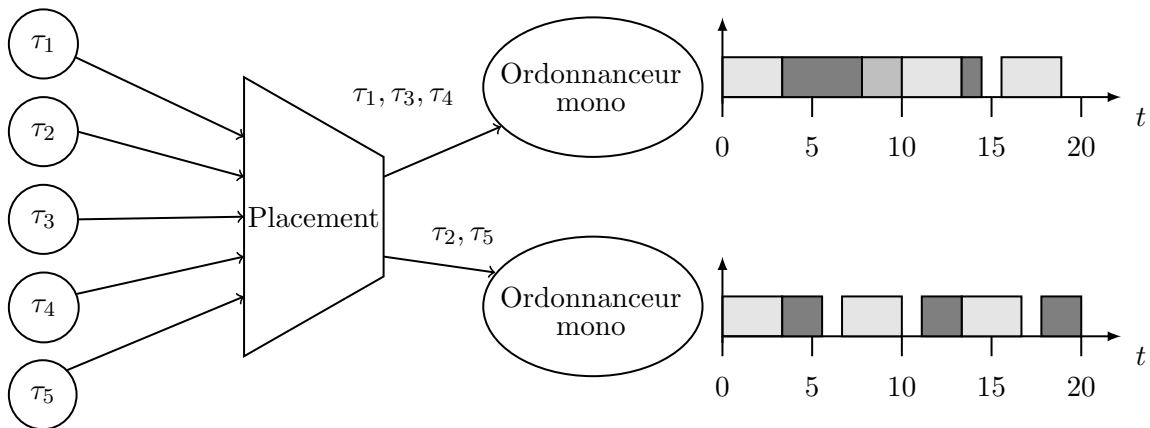 τ1
τ2
τ3
τ4
τ5
Placement
τ1, τ3, τ4
τ2, τ5
Ordonnanceur
mono
0 5 10 15 20
t
Ordonnanceur
mono
0 5 10 15 20
t